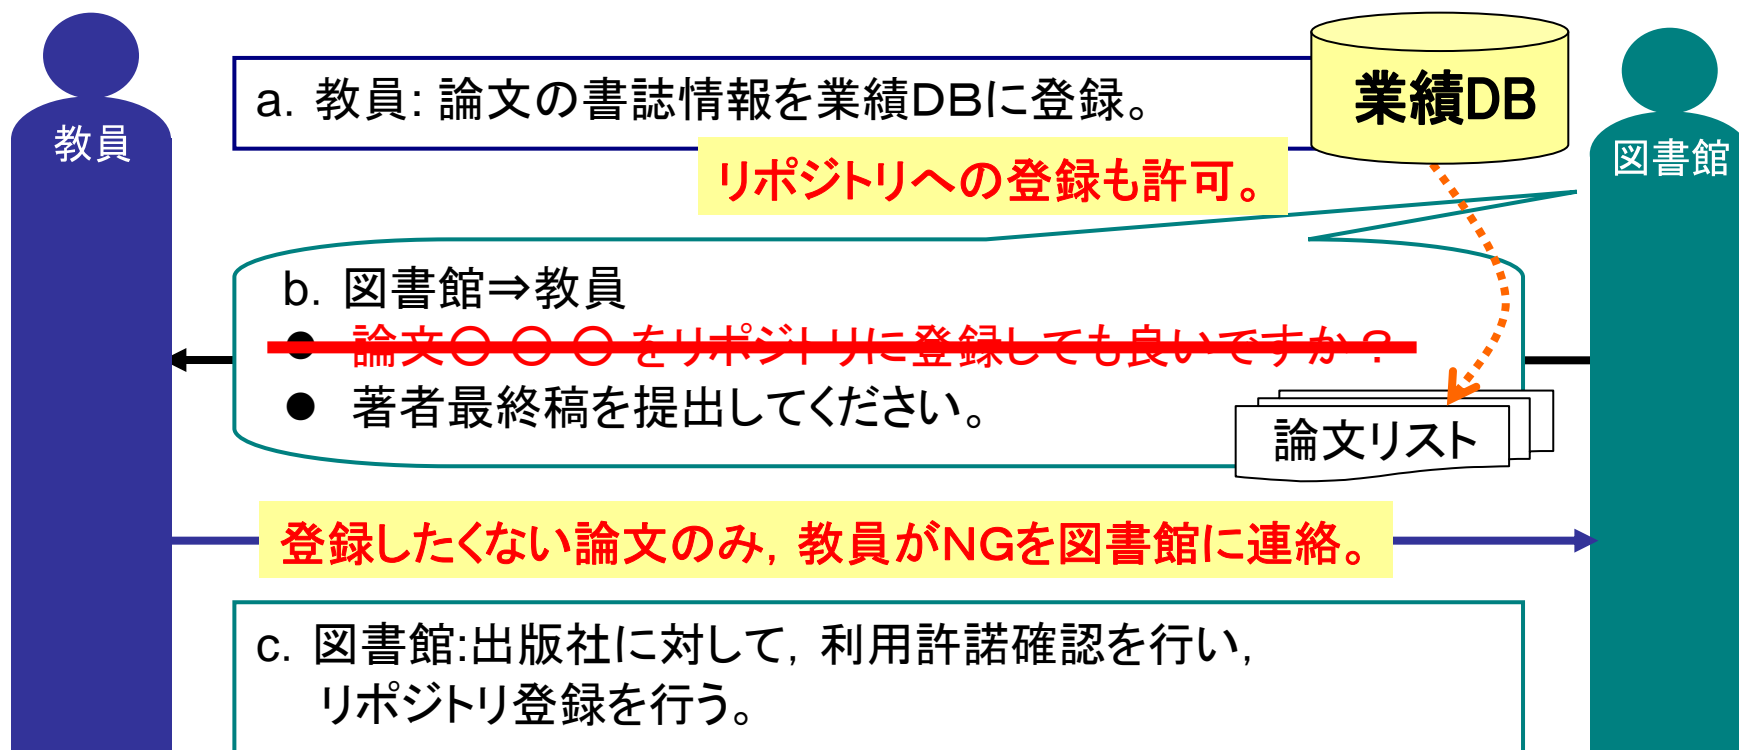 教員
a. 教員: 論文の書誌情報を業績DBに登録。
業績DB
図書館
リポジトリへの登録も許可。
b. 図書館⇒教員
● 論文〇〇〇をリポジトリに登録しても良いですか?
● 著者最終稿を提出してください。
論文リスト
登録したくない論文のみ, 教員がNGを図書館に連絡。
c. 図書館:出版社に対して, 利用許諾確認を行い,
リポジトリ登録を行う。